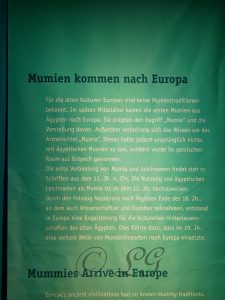 Mumien kommen nach Europa
Für die alten Kulturen Europas sind keine Mumientraditionen
bekannt. Im späten Mittelalter kamen die ersten Mumien aus
Ägypten nach Europa. Sie prägten den Begriff „Mumie" und die
Vorstellung davon. Außerdem verbreitete sich das Wissen um das
Arzneimittel „Mumia". Dieses hatte jedoch ursprünglich nichts
mit ägyptischen Mumien zu tun, sondern wurde im persischen
Raum aus Erdpech gewonnen.
Die erste Verbindung von Mumia und Leichnamen findet sich in
Schriften aus dem 11. Jh. n. Chr. Die Nutzung von ägyptischen
Leichnamen als Mumia ist ab dem 12. Jh. nachzuweisen.
Durch den Feldzug Napoleons nach Ägypten Ende des 18. Jh.,
an dem auch Wissenschaftler und Künstler teilnahmen, entstand
in Europa eine Begeisterung für die kulturellen Hinterlassen-
schaften des alten Ägypten. Dies führte dazu, dass im 19. Jh.
eine weitere Welle von Mumienimporten nach Europa einsetzte.
Mummies Arrive in Europe
Europe's ancient civilizations had no known mummy traditions.